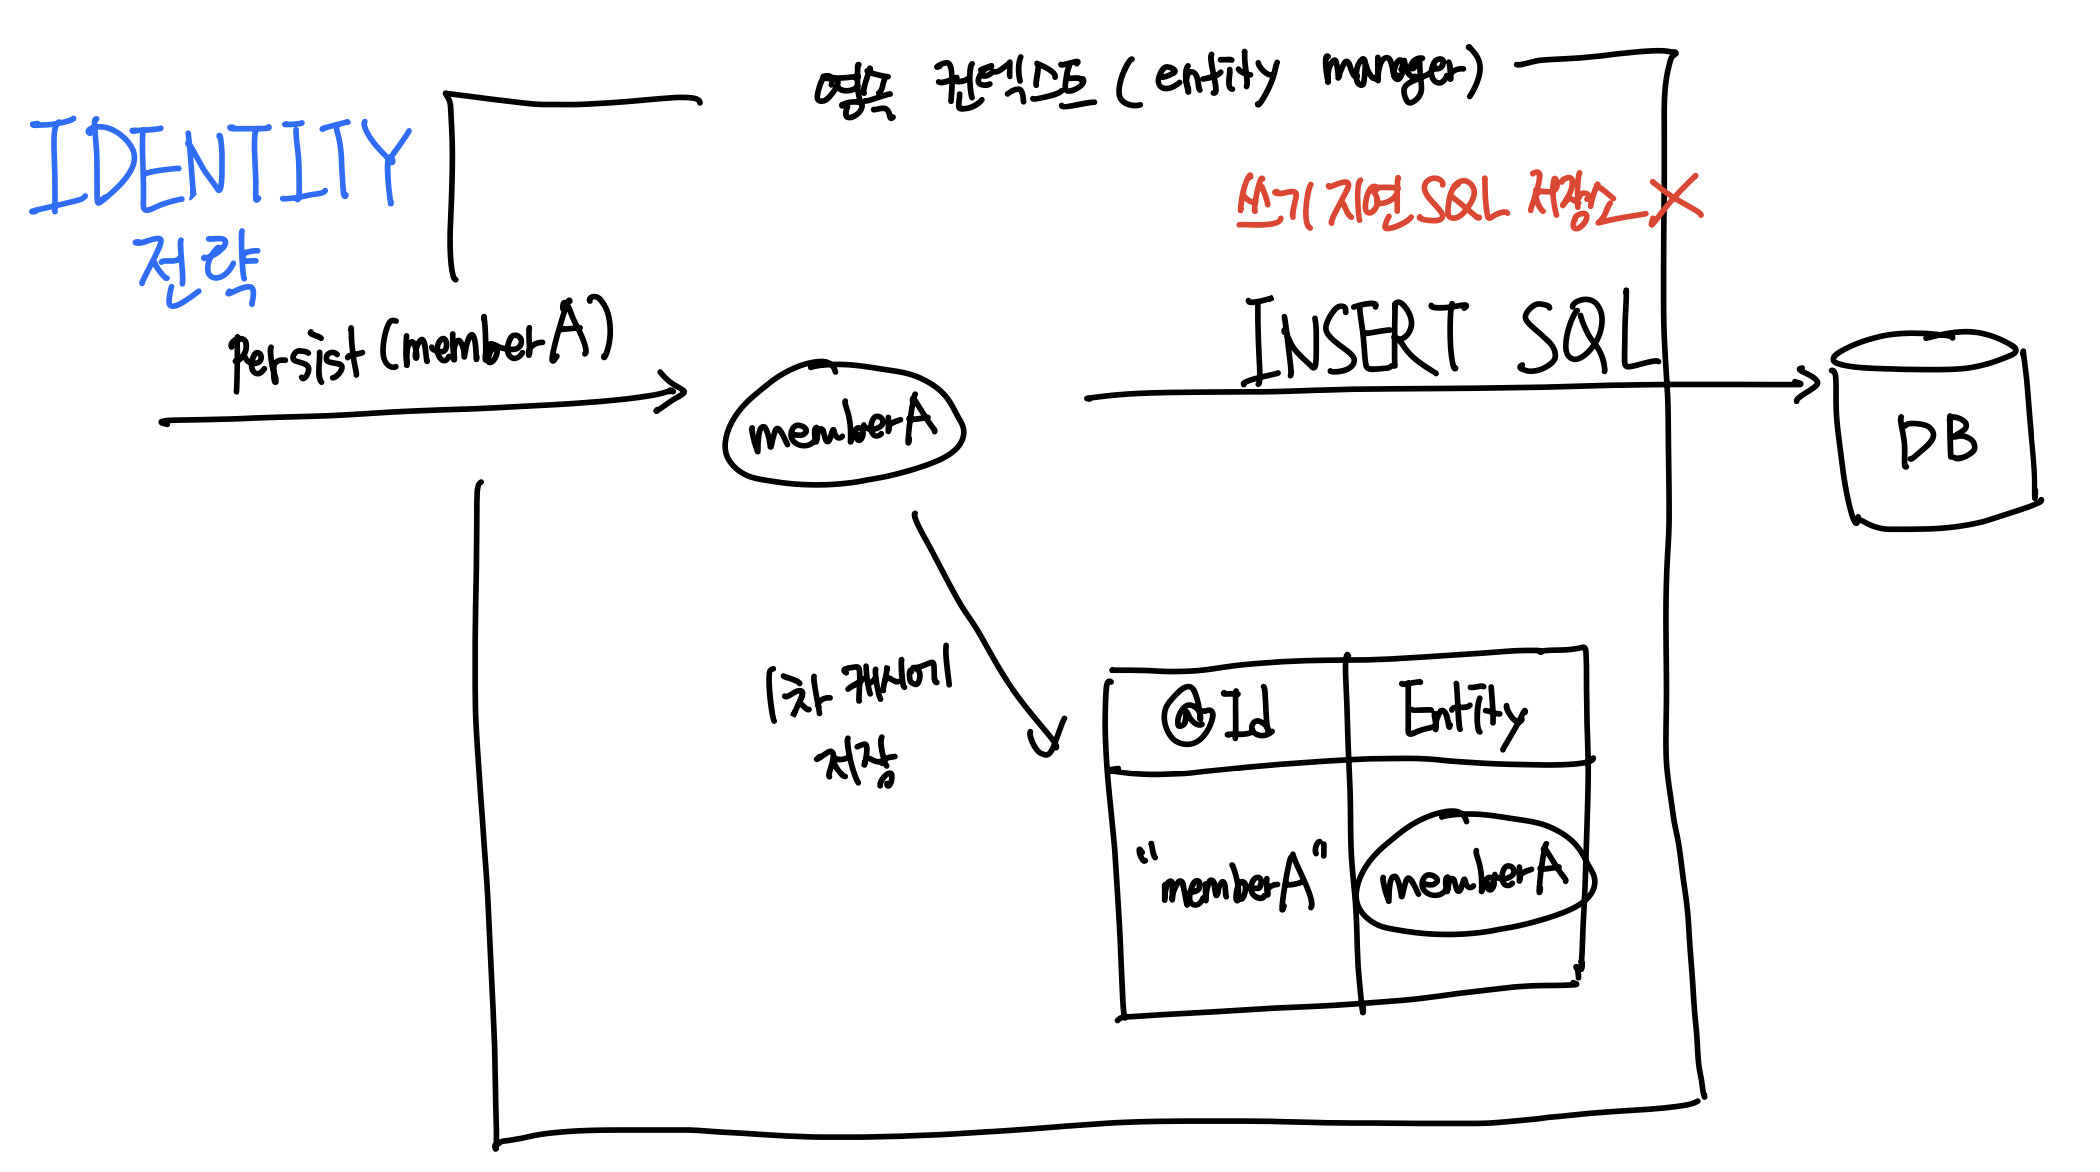 영속 컨텍스트 (entity manager)
IDENTITY
전략
쓰기 지연 SQL 저장소 X
persist(memberA)
INSERT SQL
memberA
DB
1차 캐시에
저장
@Id Entity
"memberA" memberA